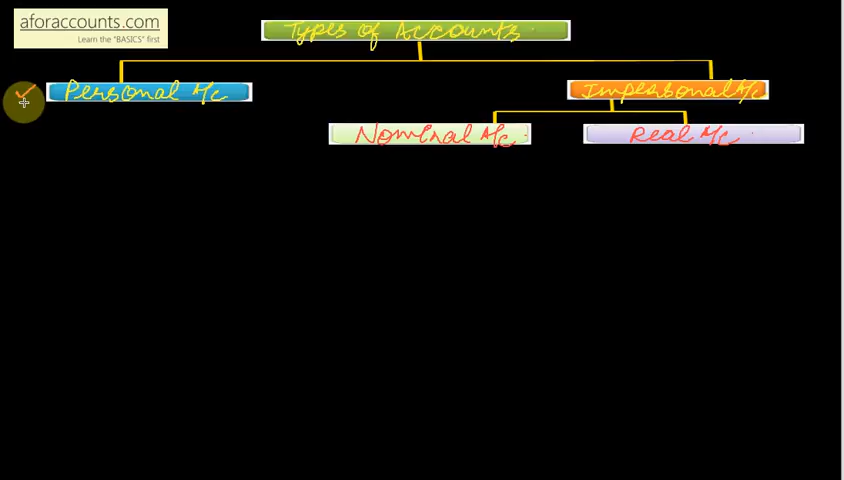 aforaccounts.com
Learn the "BASICS" first
Types of Accounts
Personal A/c
Impersonal A/c
Nominal A/c
Real A/c